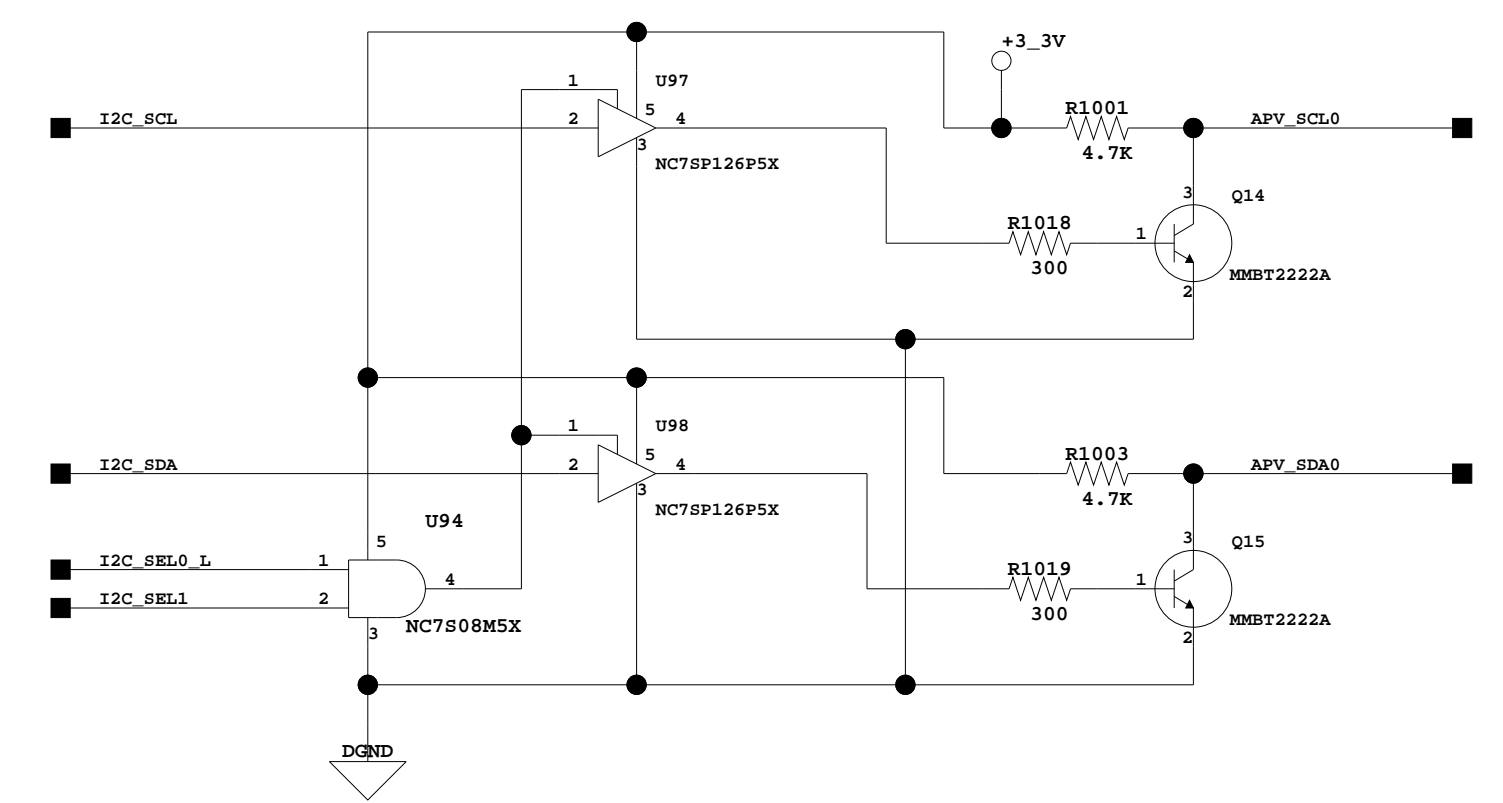 +3_3V
1
U97
I2C_SCL
2
5
4
3
NC7SP126P5X
R1001
4.7K
APV_SCL0
3
Q14
R1018
300
1
MMBT2222A
2
1
U98
I2C_SDA
2
5
4
3
NC7SP126P5X
R1003
4.7K
APV_SDA0
U94
5
I2C_SEL0_L
1
4
I2C_SEL1
2
NC7S08M5X
3
3
Q15
R1019
300
1
MMBT2222A
2
DGND